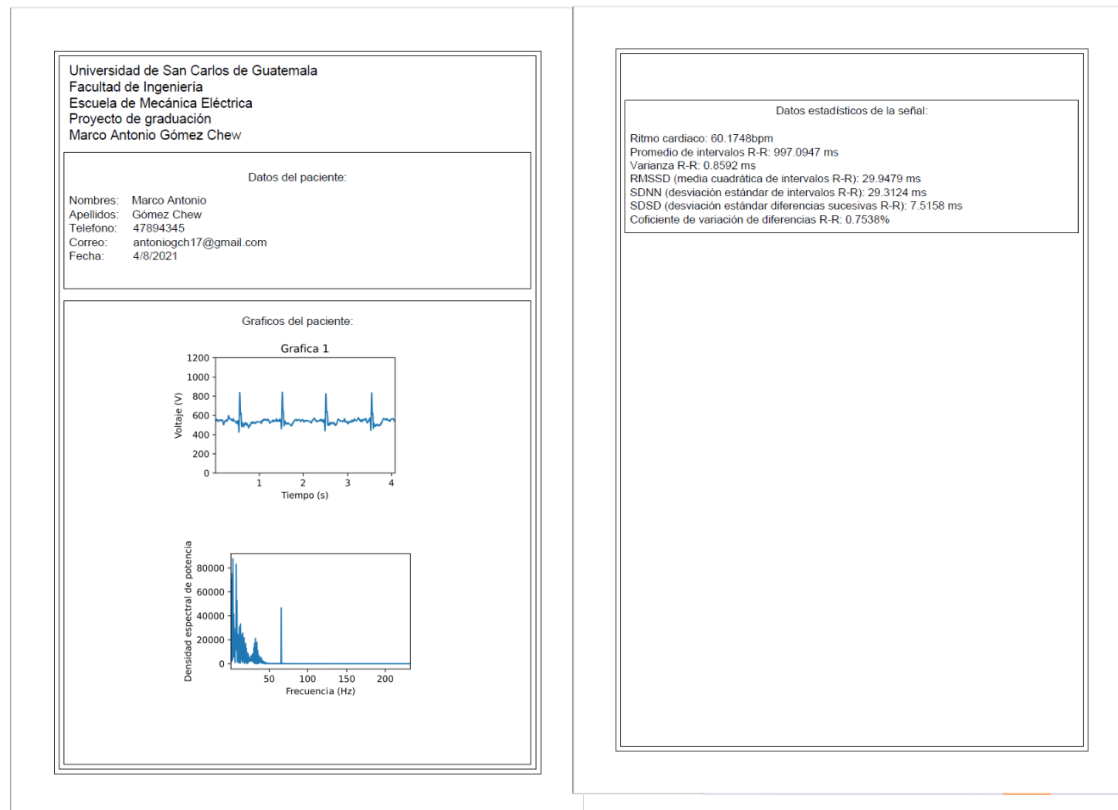 Universidad de San Carlos de Guatemala
Facultad de Ingeniería
Escuela de Mecánica Eléctrica
Proyecto de graduación
Marco Antonio Gómez Chew
Datos del paciente:
Nombres: Marco Antonio
Apellidos: Gómez Chew
Telefono: 47894345
Correo: antoniogch17@gmail.com
Fecha: 4/8/2021
Graficos del paciente:
Grafica 1
Voltaje (V)
1200
1000
800
600
400
200
0
1 2 3 4
Tiempo (s)
Densidad espectral de potencia
80000
60000
40000
20000
0
50 100 150 200
Frecuencia (Hz)
Datos estadísticos de la señal:
Ritmo cardiaco: 60.1748bpm
Promedio de intervalos R-R: 997.0947 ms
Varianza R-R: 0.8592 ms
RMSSD (media cuadrática de intervalos R-R): 29.9479 ms
SDNN (desviación estándar de intervalos R-R): 29.3124 ms
SDSD (desviación estándar diferencias sucesivas R-R): 7.5158 ms
Coficiente de variación de diferencias R-R: 0.7538%